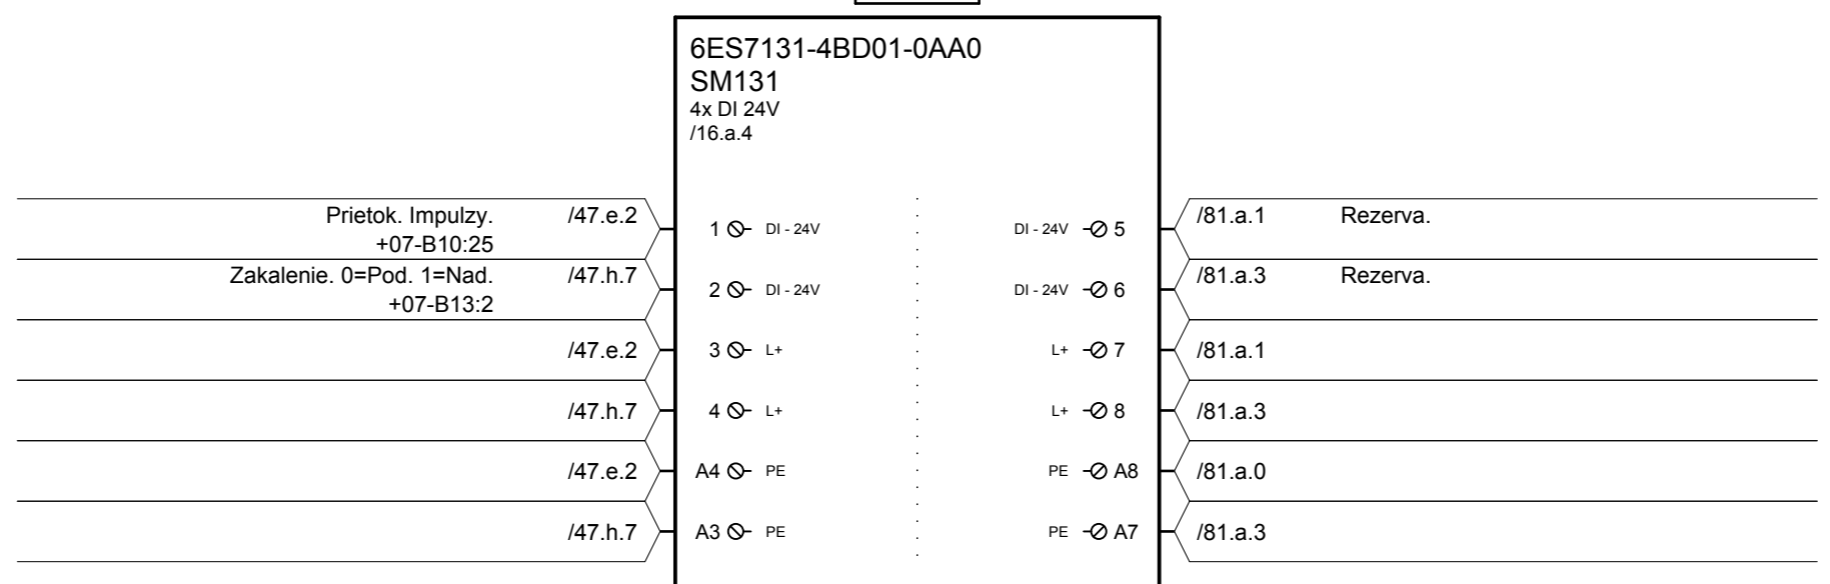 6ES7131-4BD01-0AA0
SM131
4x DI 24V
/16.a.4
Prietok. Impulzy. /47.e.2 1 DI - 24V DI - 24V 5 /81.a.1 Rezerva.
+07-B10:25
Zakalenie. 0=Pod. 1=Nad. /47.h.7 2 DI - 24V DI - 24V 6 /81.a.3 Rezerva.
+07-B13:2
/47.e.2 3 L+ L+ 7 /81.a.1
/47.h.7 4 L+ L+ 8 /81.a.3
/47.e.2 A4 PE PE A8 /81.a.0
/47.h.7 A3 PE PE A7 /81.a.3